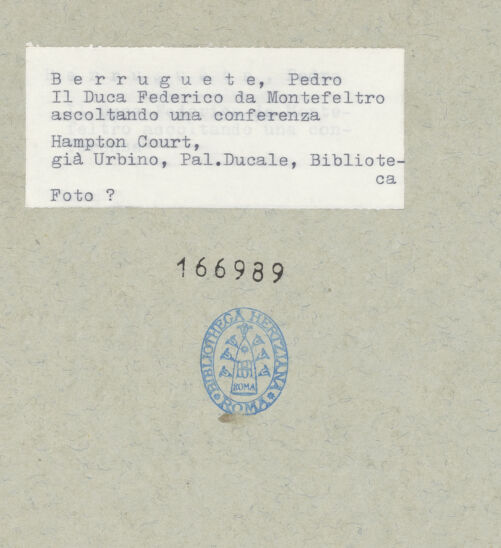 B e r r u g u e t e, Pedro
Il Duca Federico da Montefeltro
ascoltando una conferenza
Hampton Court,
già Urbino, Pal.Ducale, Bibliote-
ca
Foto ?
166989
BIBLIOTHECA HERTZIANA
ROMA
ROMA